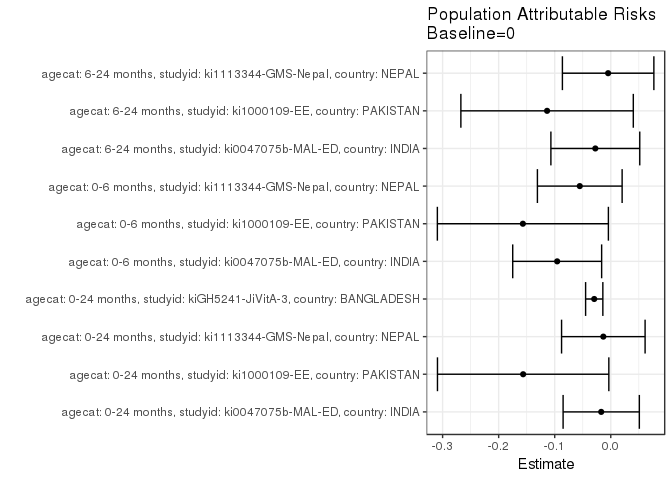 Population Attributable Risks
Baseline=0
agecat: 6-24 months, studyid: ki1113344-GMS-Nepal, country: NEPAL
agecat: 6-24 months, studyid: ki1000109-EE, country: PAKISTAN
agecat: 6-24 months, studyid: ki0047075b-MAL-ED, country: INDIA
agecat: 0-6 months, studyid: ki1113344-GMS-Nepal, country: NEPAL
agecat: 0-6 months, studyid: ki1000109-EE, country: PAKISTAN
agecat: 0-6 months, studyid: ki0047075b-MAL-ED, country: INDIA
agecat: 0-24 months, studyid: kiGH5241-JiVitA-3, country: BANGLADESH
agecat: 0-24 months, studyid: ki1113344-GMS-Nepal, country: NEPAL
agecat: 0-24 months, studyid: ki1000109-EE, country: PAKISTAN
agecat: 0-24 months, studyid: ki0047075b-MAL-ED, country: INDIA
-0.3 -0.2 -0.1 0.0
Estimate